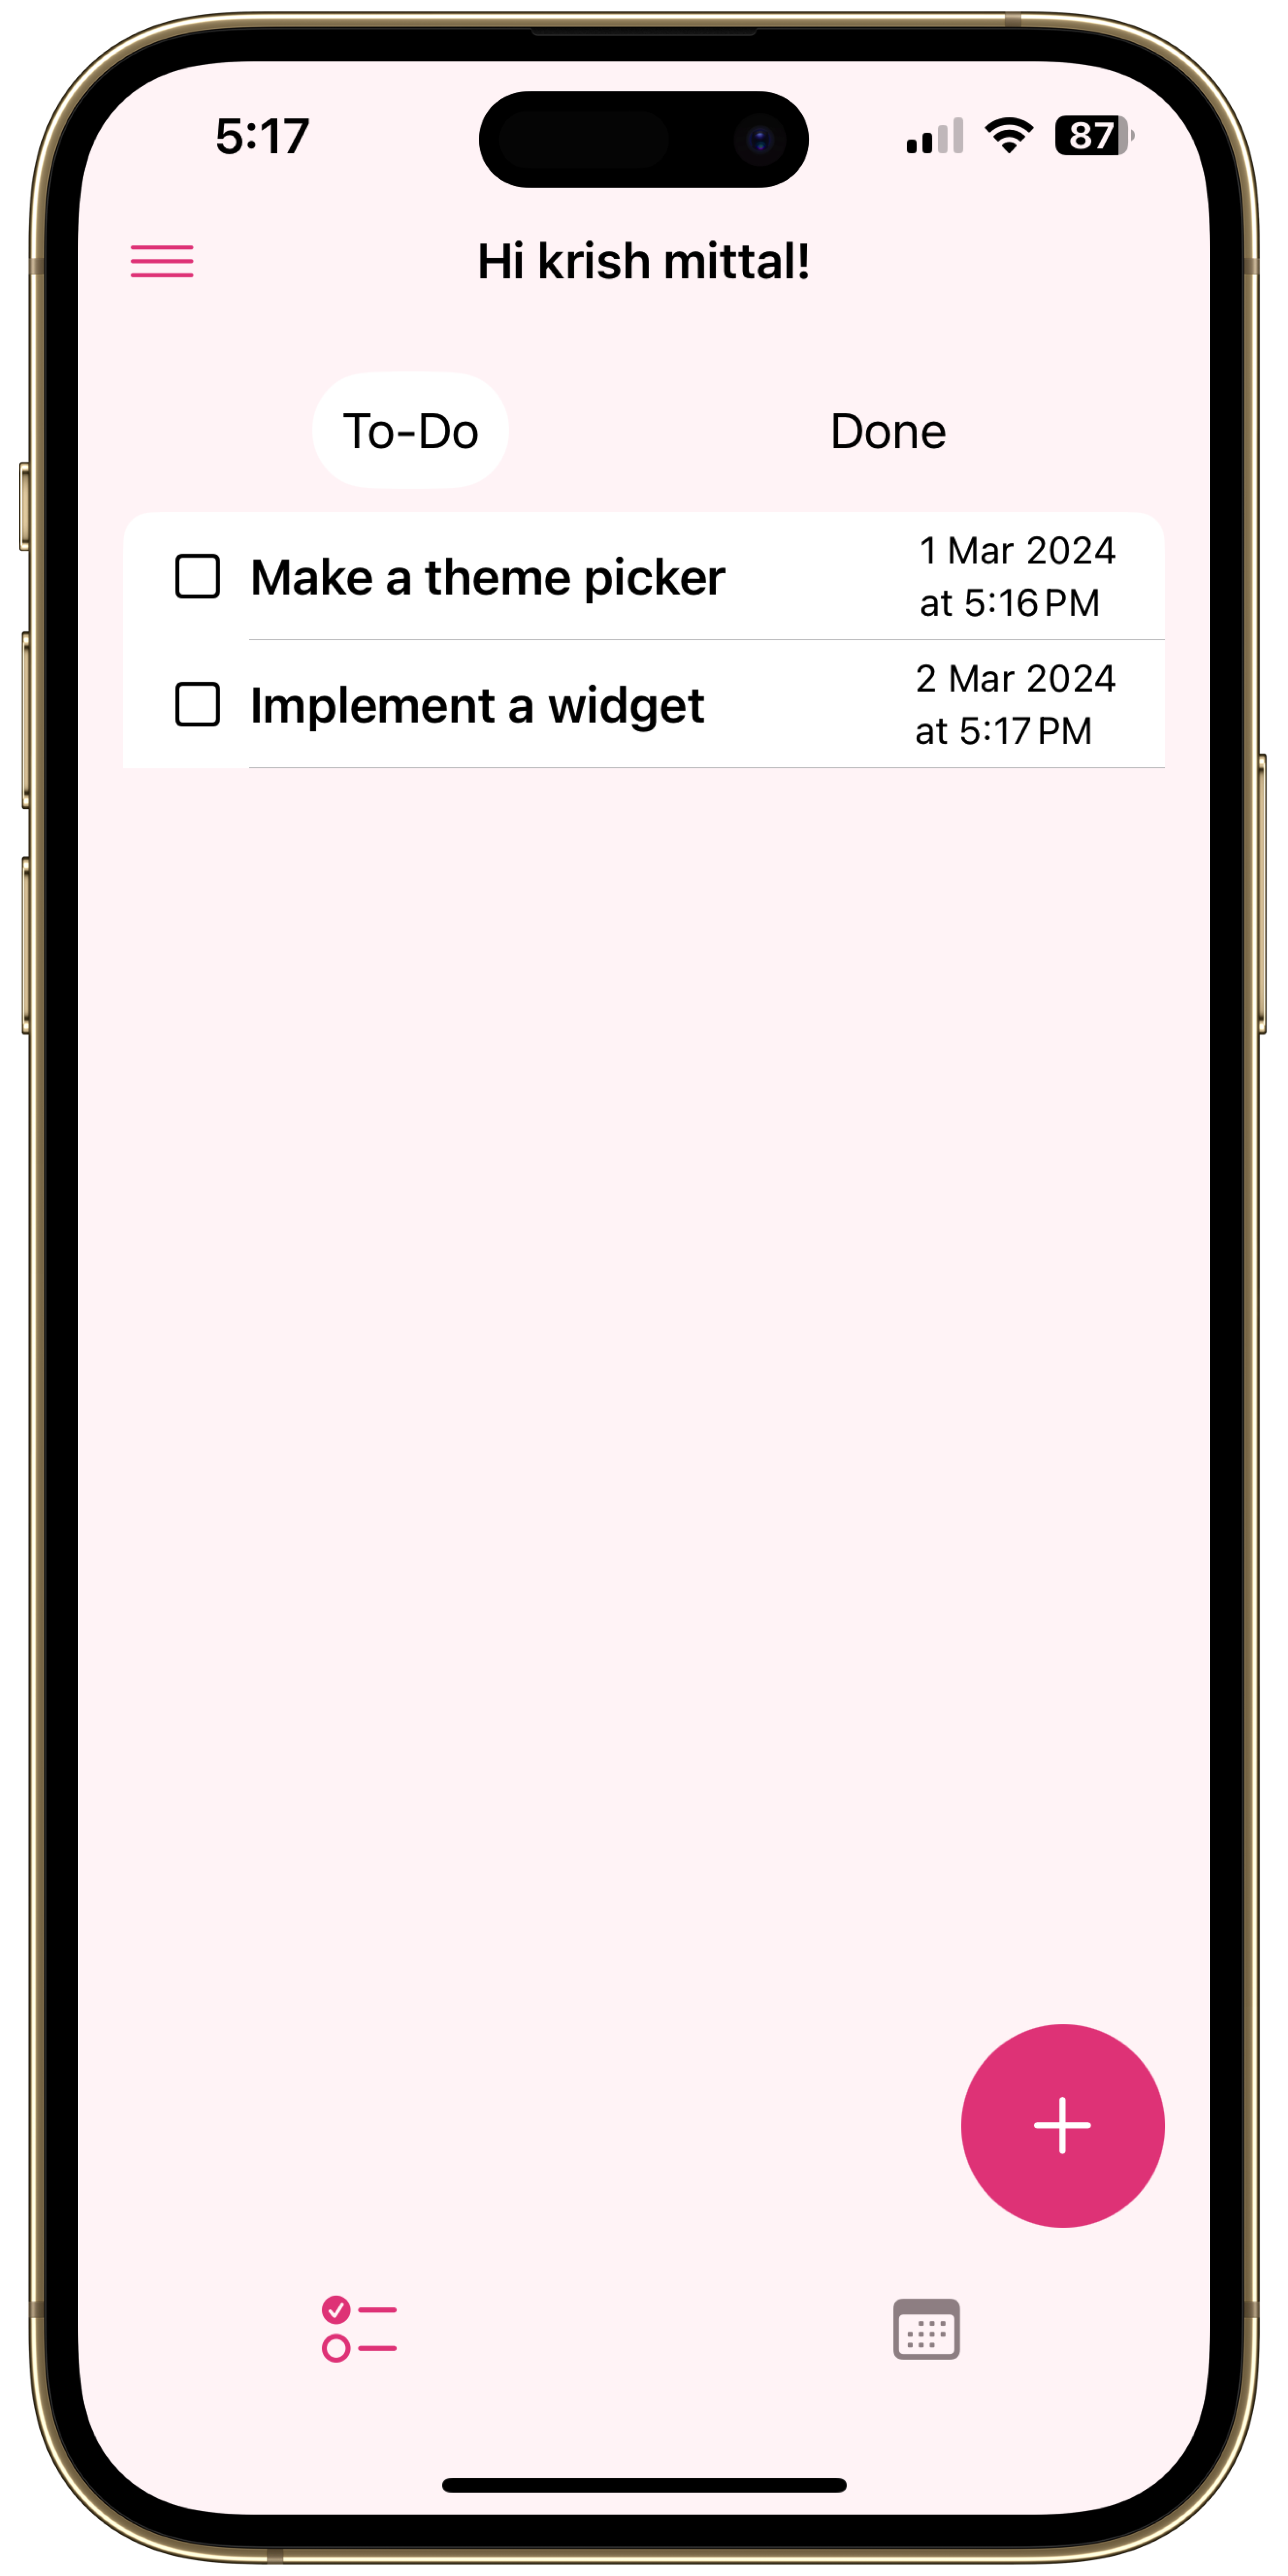 5:17
87
Hi krish mittal!
To-Do
Done
Make a theme picker
1 Mar 2024
at 5:16 PM
Implement a widget
2 Mar 2024
at 5:17 PM